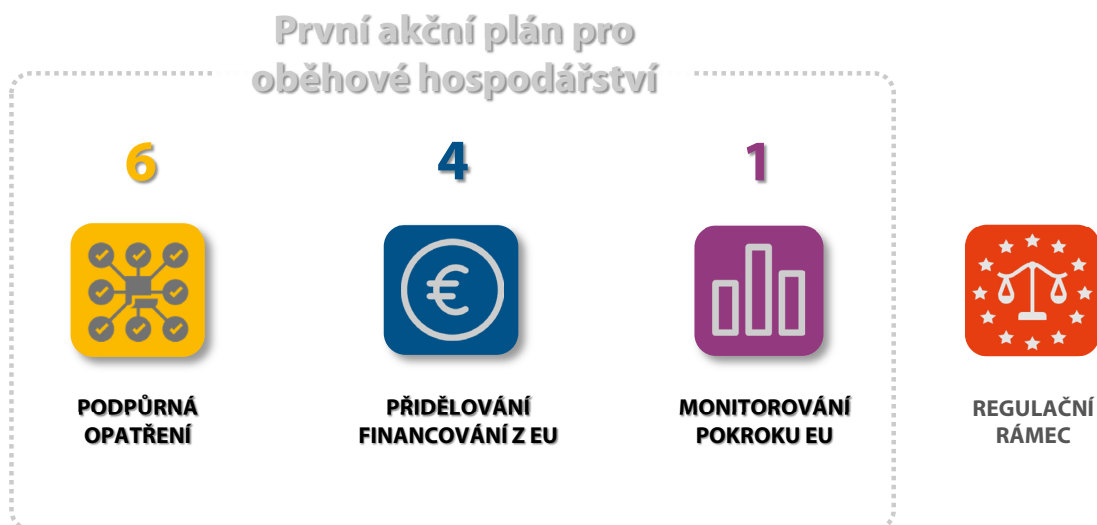 První akční plán pro
oběhové hospodářství
6
4
1
PODPŮRNÁ
OPATŘENÍ
PŘIDĚLOVÁNÍ
FINANCOVÁNÍ Z EU
MONITOROVÁNÍ
POKROKU EU
REGULAČNÍ
RÁMEC